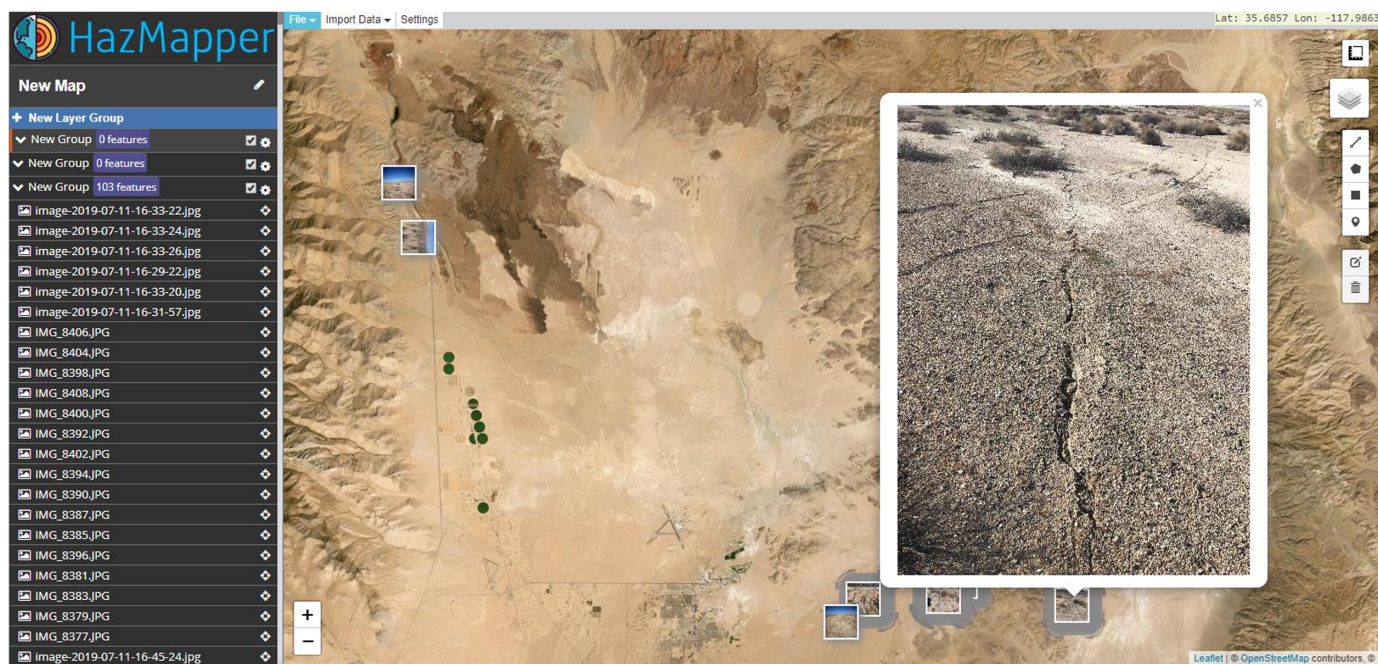 HazMapper
File Import Data Settings
Lat: 35.6857 Lon: -117.9863
New Map
New Layer Group
New Group 0 features
New Group 0 features
New Group 103 features
image-2019-07-11-16-33-22.jpg
image-2019-07-11-16-33-24.jpg
image-2019-07-11-16-33-26.jpg
image-2019-07-11-16-29-22.jpg
image-2019-07-11-16-33-20.jpg
image-2019-07-11-16-31-57.jpg
IMG_8406.JPG
IMG_8404.JPG
IMG_8398.JPG
IMG_8408.JPG
IMG_8400.JPG
IMG_8392.JPG
IMG_8402.JPG
IMG_8394.JPG
IMG_8390.JPG
IMG_8387.JPG
IMG_8385.JPG
IMG_8396.JPG
IMG_8381.JPG
IMG_8383.JPG
IMG_8379.JPG
IMG_8377.JPG
image-2019-07-11-16-45-24.jpg
Leaflet | © OpenStreetMap contributors, ©